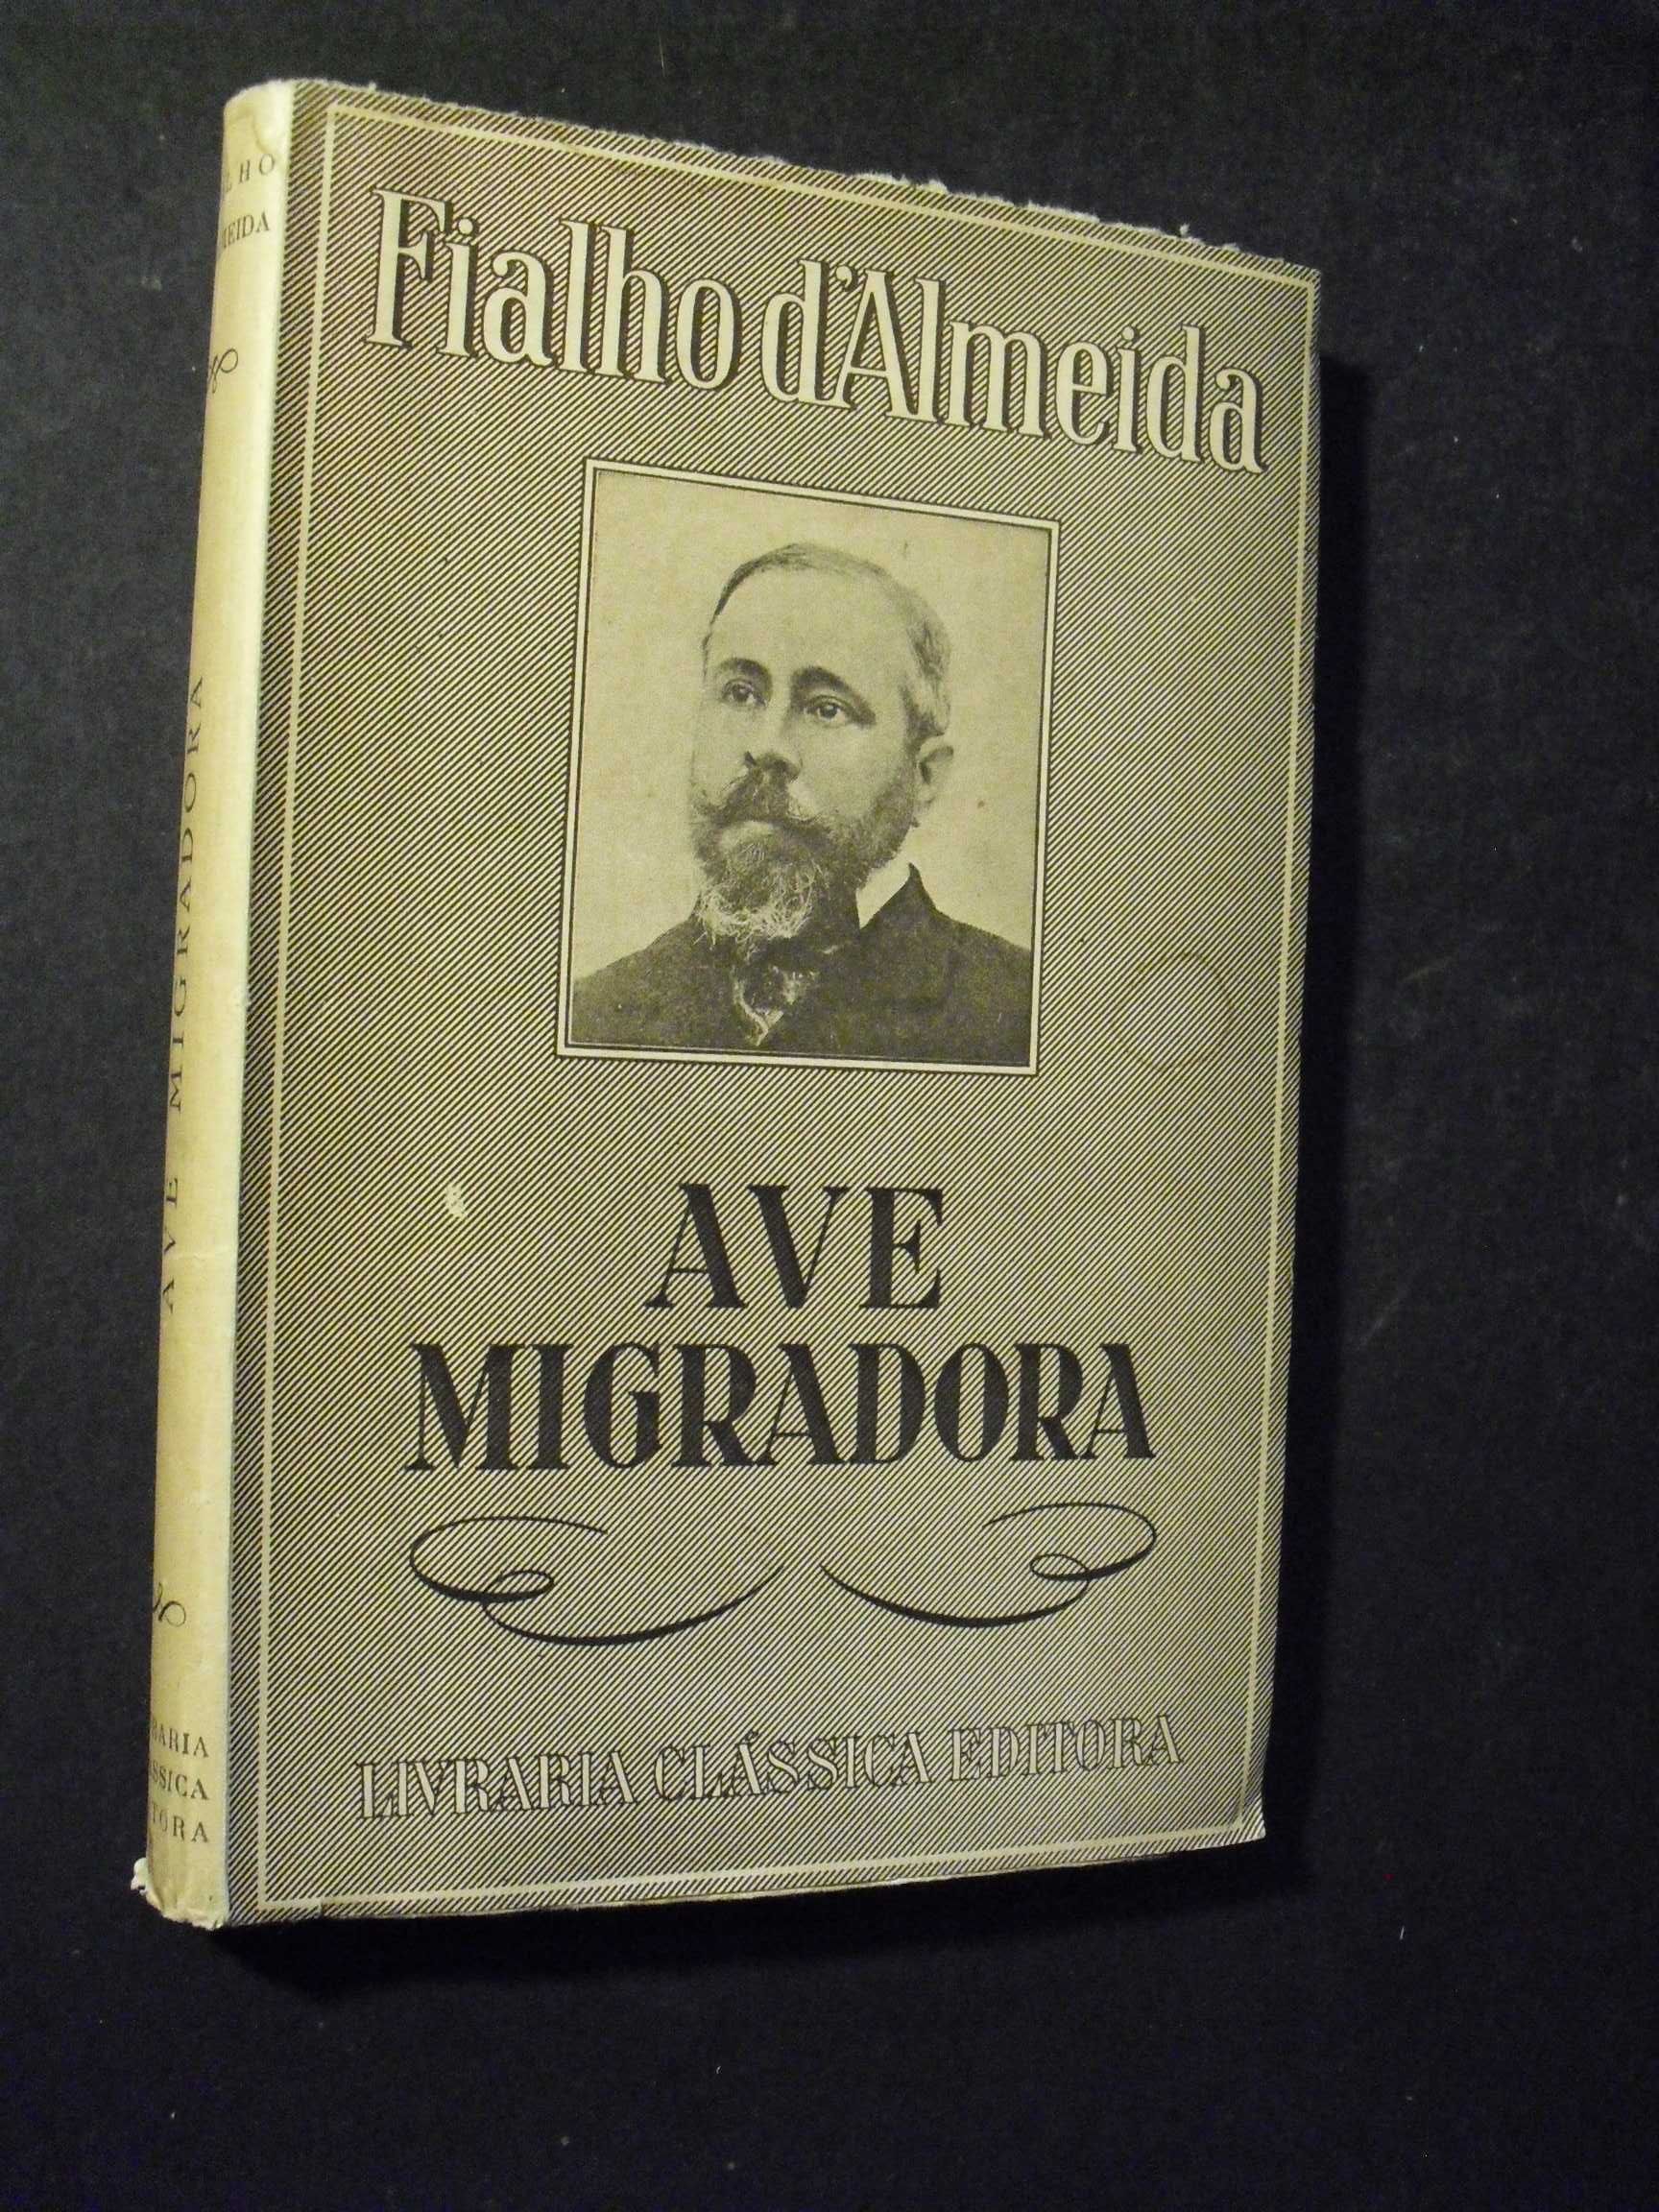 Fialho d'Almeida
AVE
MIGRADORA
LIVRARIA CLÁSSICA EDITORA
AVE MIGRADORA